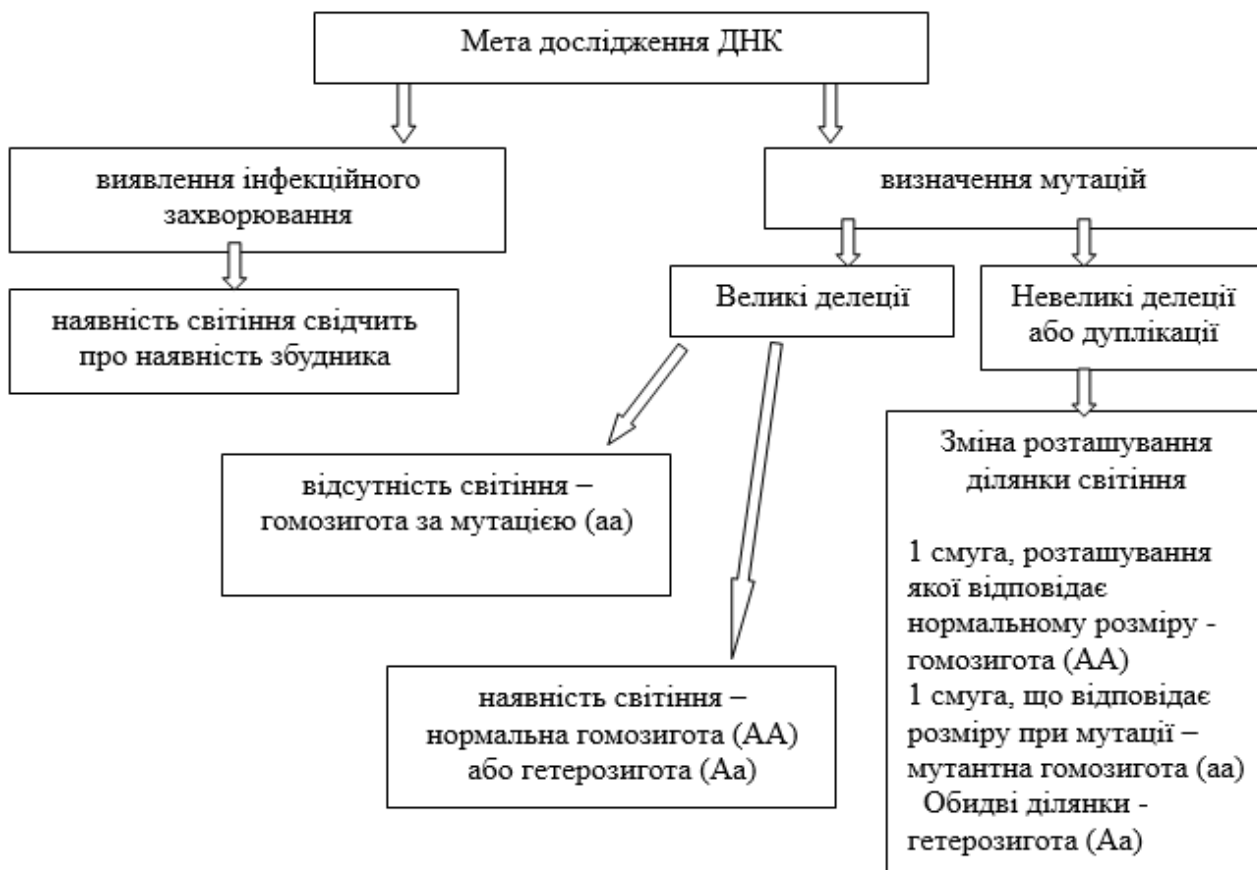 Мета дослідження ДНК
виявлення інфекційного
захворювання
визначення мутацій
наявність світіння свідчить
про наявність збудника
Великі делеції
Невеликі делеції
або дуплікації
відсутність світіння –
гомозигота за мутацією (аа)
наявність світіння –
нормальна гомозигота (АА)
або гетерозигота (Аа)
Зміна розташування
ділянки світіння
1 смуга, розташування
якої відповідає
нормальному розміру -
гомозигота (АА)
1 смуга, що відповідає
розміру при мутації –
мутантна гомозигота (аа)
Обидві ділянки -
гетерозигота (Аа)